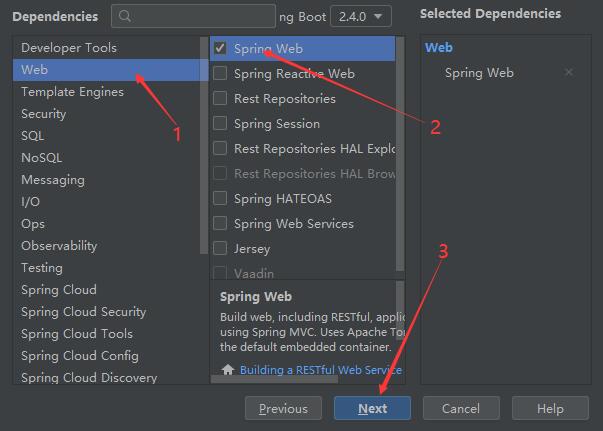 Dependencies
ng Boot 2.4.0
Selected Dependencies
Developer Tools
Web
Template Engines
Security
SQL
NoSQL
Messaging
I/O
Ops
Observability
Testing
Spring Cloud
Spring Cloud Security
Spring Cloud Tools
Spring Cloud Config
Spring Cloud Discovery
1
Spring Web
Spring Reactive Web
Rest Repositories
Spring Session
Rest Repositories HAL Explo
Rest Repositories HAL Brow
Spring HATEOAS
Spring Web Services
Jersey
Vaadin
2
Spring Web
Build web, including RESTful, applic
using Spring MVC. Uses Apache Tom
the default embedded container.
Building a RESTful Web Service
Web
Spring Web
3
Previous
Next
Cancel
Help